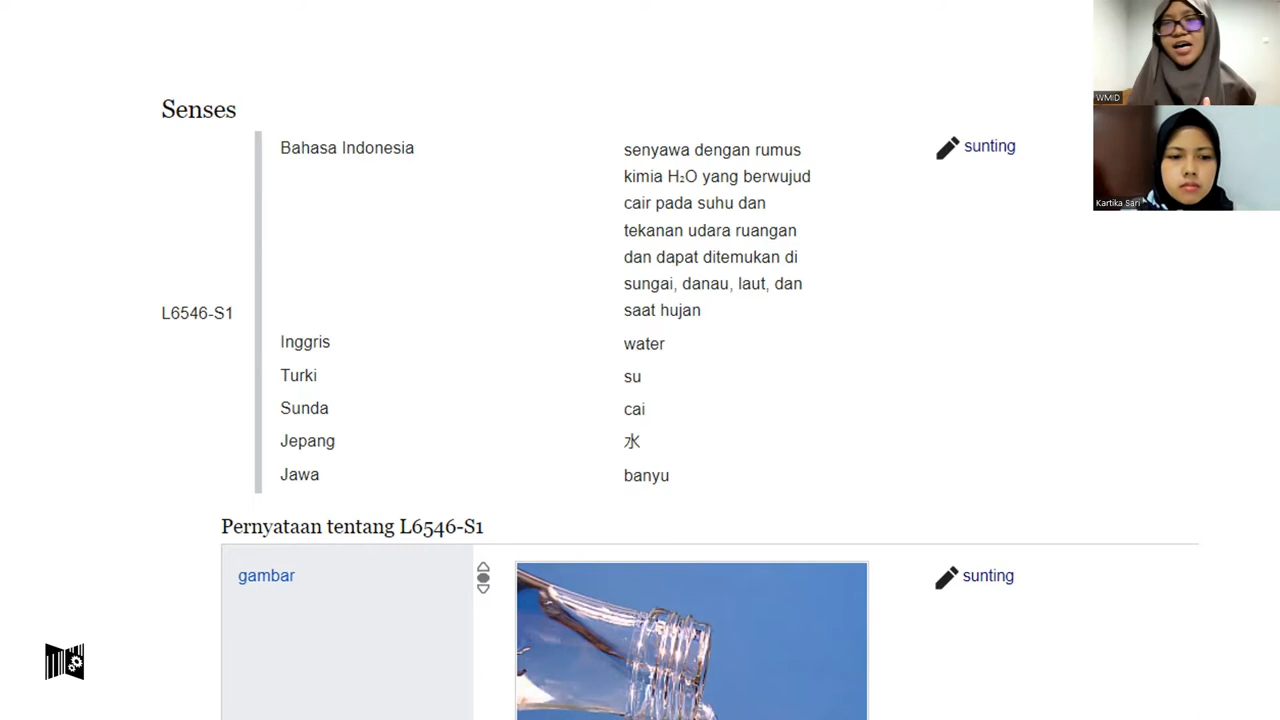 Senses
Bahasa Indonesia
senyawa dengan rumus
kimia H₂O yang berwujud
cair pada suhu dan
tekanan udara ruangan
dan dapat ditemukan di
sungai, danau, laut, dan
saat hujan
sunting
L6546-S1
Inggris water
Turki su
Sunda cai
Jepang 水
Jawa banyu
Pernyataan tentang L6546-S1
gambar
sunting
WMID
Kartika Sari